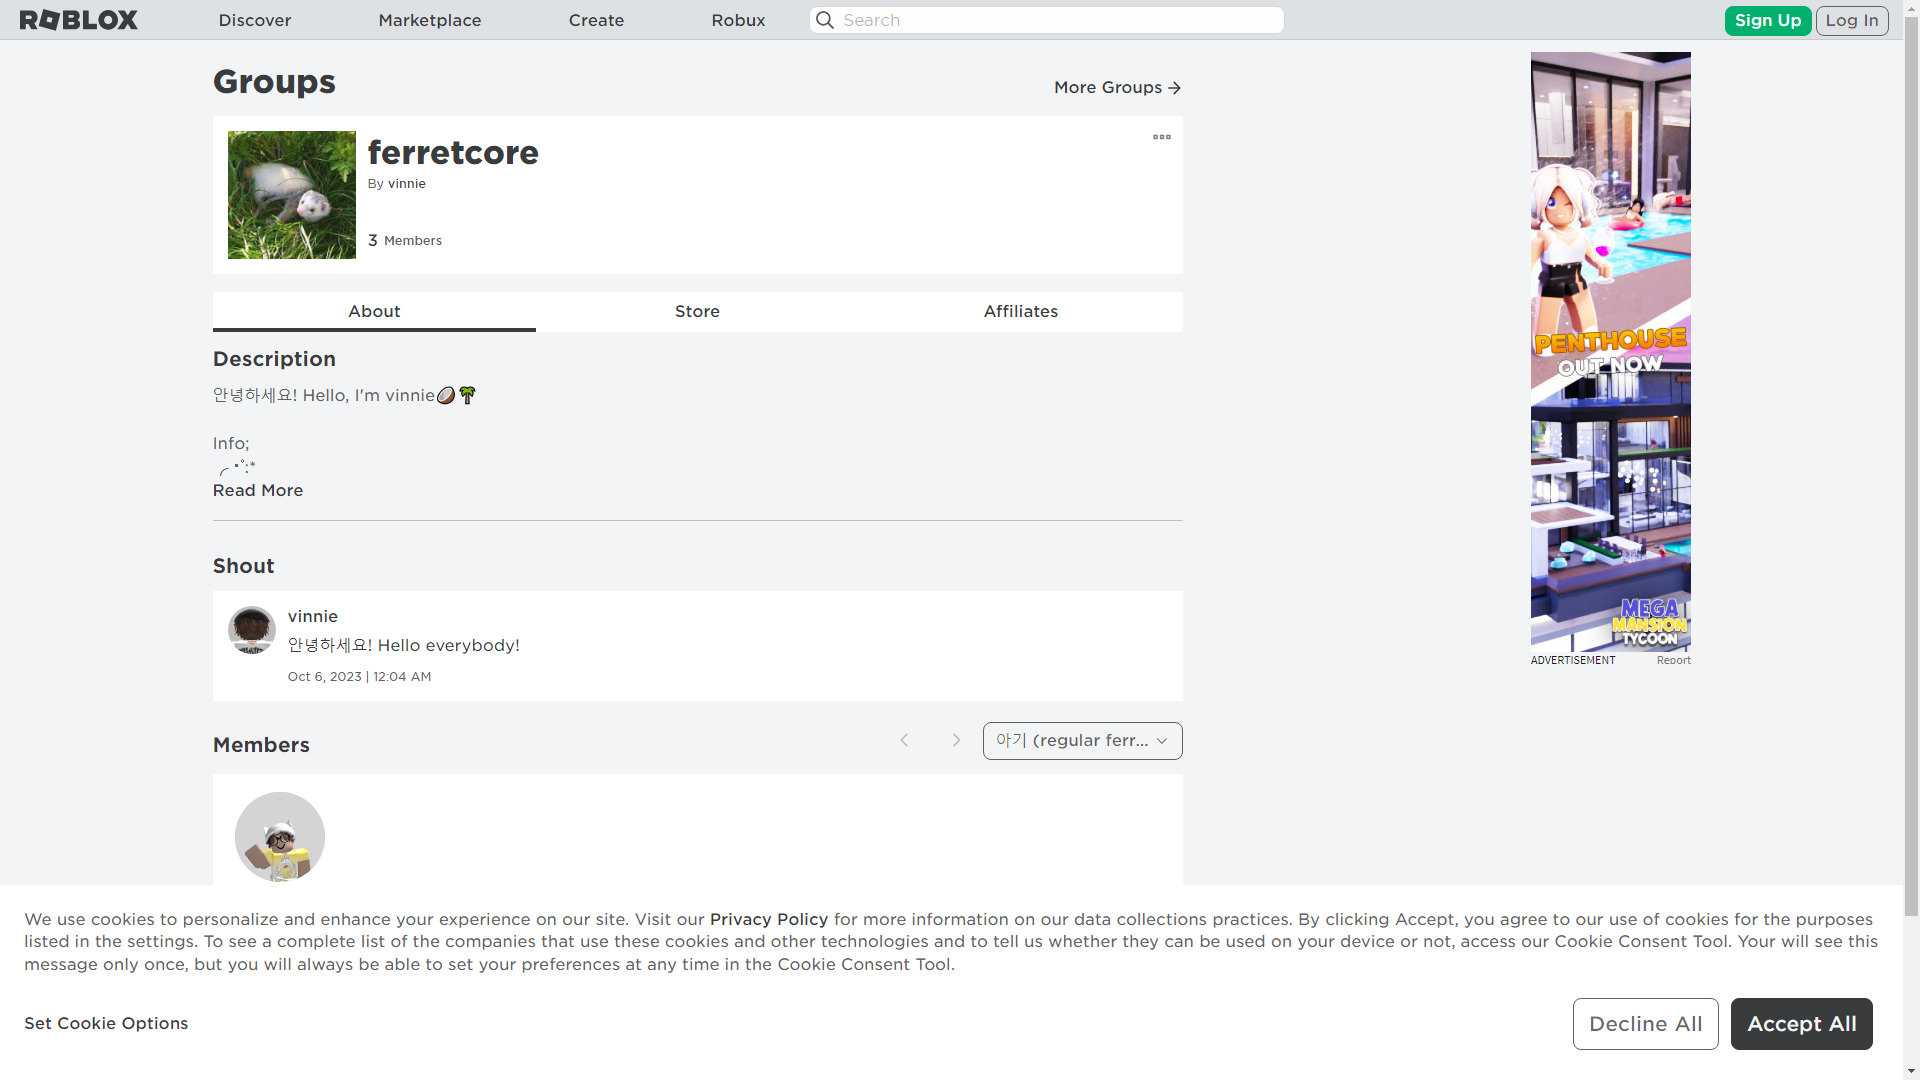 ROBLOX
Discover
Marketplace
Create
Robux
Search
Sign Up
Log In
Groups
More Groups
ferretcore
By vinnie
3 Members
About
Store
Affiliates
Description
안녕하세요! Hello, I'm vinnie🥥🌴
Info;
╭ ⠂⠁:*
Read More
Shout
vinnie
안녕하세요! Hello everybody!
Oct 6, 2023 | 12:04 AM
Members
아기 (regular ferr...
PENTHOUSE
OUT NOW
MEGA
MANSION
TYCOON
ADVERTISEMENT
Report
We use cookies to personalize and enhance your experience on our site. Visit our Privacy Policy for more information on our data collections practices. By clicking Accept, you agree to our use of cookies for the purposes
listed in the settings. To see a complete list of the companies that use these cookies and other technologies and to tell us whether they can be used on your device or not, access our Cookie Consent Tool. Your will see this
message only once, but you will always be able to set your preferences at any time in the Cookie Consent Tool.
Set Cookie Options
Decline All
Accept All